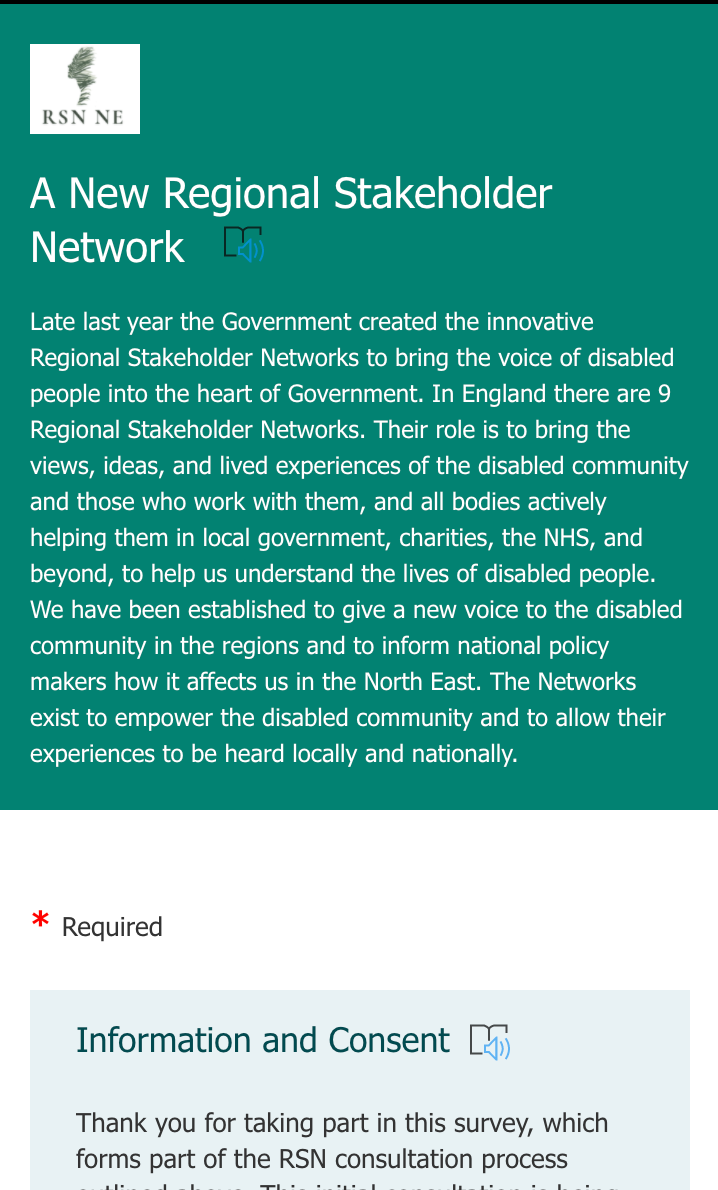 RSN NE
A New Regional Stakeholder
Network
Late last year the Government created the innovative
Regional Stakeholder Networks to bring the voice of disabled
people into the heart of Government. In England there are 9
Regional Stakeholder Networks. Their role is to bring the
views, ideas, and lived experiences of the disabled community
and those who work with them, and all bodies actively
helping them in local government, charities, the NHS, and
beyond, to help us understand the lives of disabled people.
We have been established to give a new voice to the disabled
community in the regions and to inform national policy
makers how it affects us in the North East. The Networks
exist to empower the disabled community and to allow their
experiences to be heard locally and nationally.
* Required
Information and Consent
Thank you for taking part in this survey, which
forms part of the RSN consultation process
outlined above. This initial consultation is being